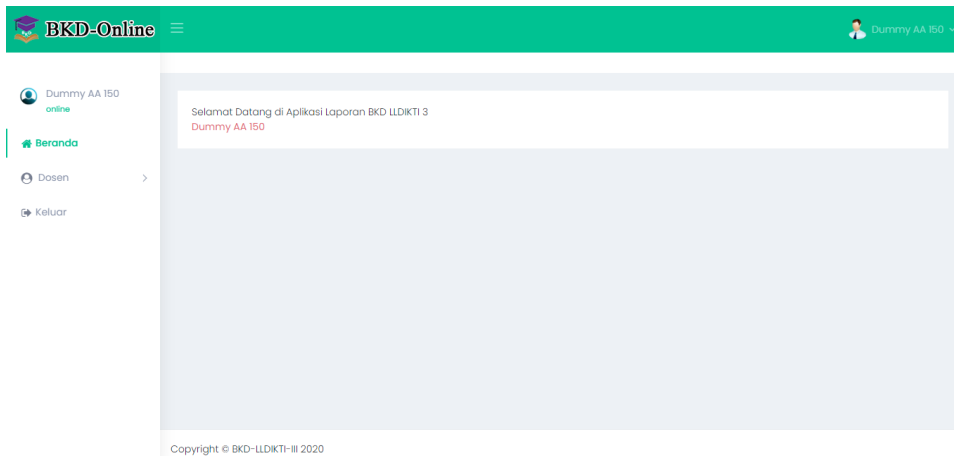 BKD-Online
Dummy AA 150
Dummy AA 150
online
Beranda
Dosen
Keluar
Selamat Datang di Aplikasi Laporan BKD LLDIKTI 3
Dummy AA 150
Copyright © BKD-LLDIKTI-III 2020